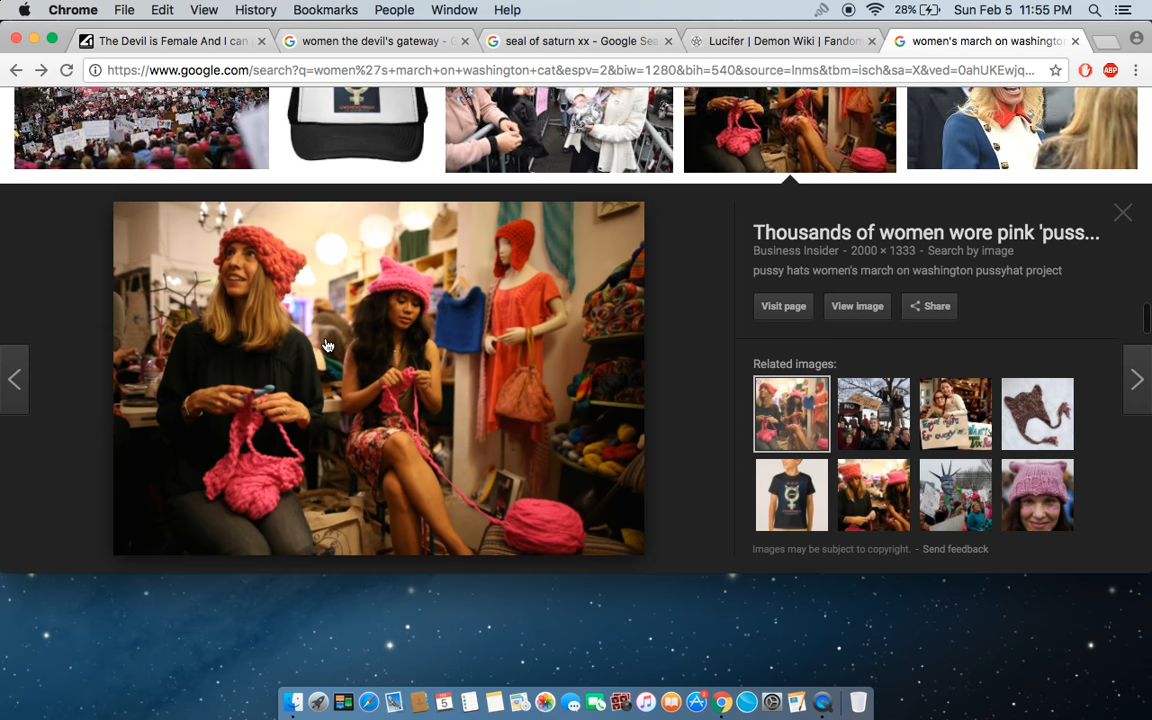 Chrome File Edit View History Bookmarks People Window Help 28% Sun Feb 5 11:55 PM
The Devil is Female And I can women the devil's gateway - G seal of saturn xx - Google Sea Lucifer | Demon Wiki | Fandom women's march on washington
https://www.google.com/search?q=women%27s+march+on+washington+cat&espv=2&biw=1280&bih=540&source=lnms&tbm=isch&sa=X&ved=0ahUKEwjq... ABP
Thousands of women wore pink 'puss...
Business Insider - 2000 × 1333 - Search by image
pussy hats women's march on washington pussyhat project
Visit page View image Share
Related images:
Images may be subject to copyright. - Send feedback